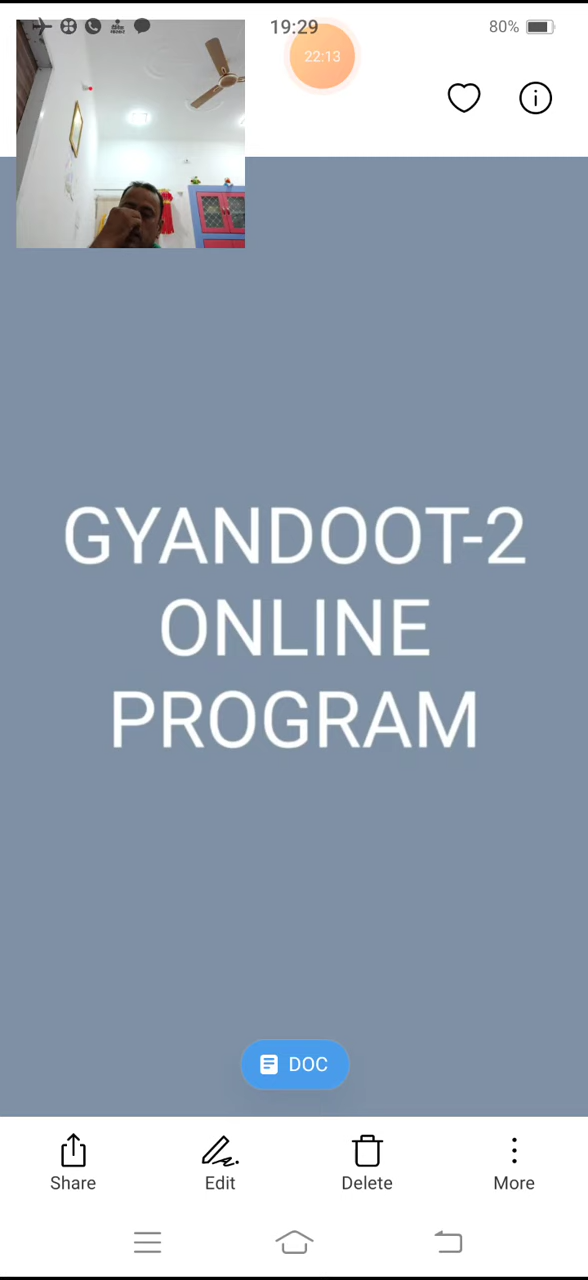 19:29
80%
22:13
GYANDOOT-2
ONLINE
PROGRAM
DOC
Share
Edit
Delete
More